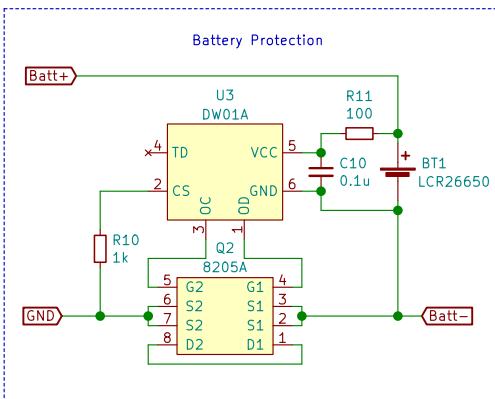 Battery Protection
Batt+
U3
DW01A
R11
100
4 TD
VCC 5
C10
0.1u
+
BT1
LCR26650
2 CS
GND 6
OC
OD
3
1
R10
1k
Q2
8205A
5 G2
G1 4
6 S2
S1 3
GND
7 S2
S1 2
Batt-
8 D2
D1 1